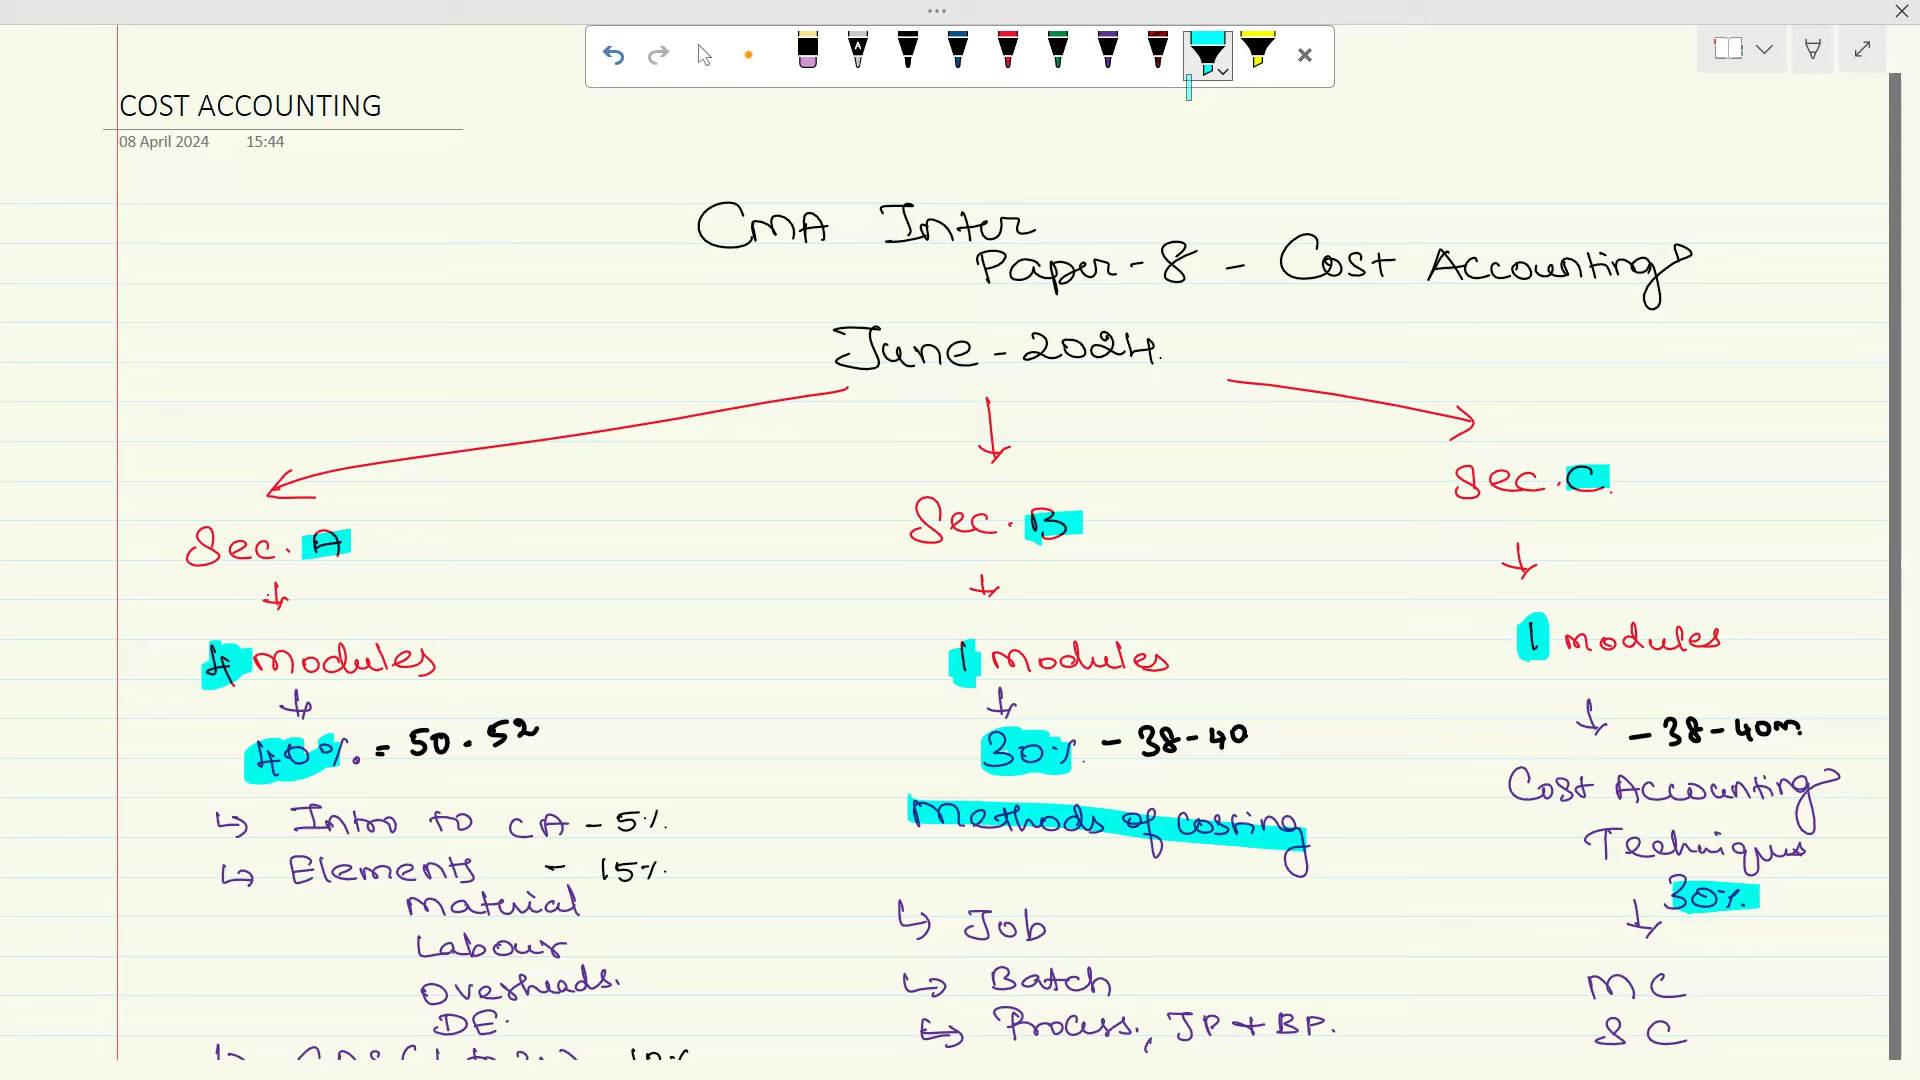 COST ACCOUNTING
08 April 2024 15:44
CMA Inter
Paper-8 - Cost Accounting
June-2024.
Sec. A
Sec. B
Sec. C.
4 modules
1 modules
1 modules
40%. = 50.52
30%. - 38-40
- 38-40m.
Intro to CA - 5%.
Elements - 15%.
Material
Labour
Overheads.
DE.
Methods of costing
Job
Batch
Process, JP + BP.
Cost Accounting
Techniques
30%.
MC
SC